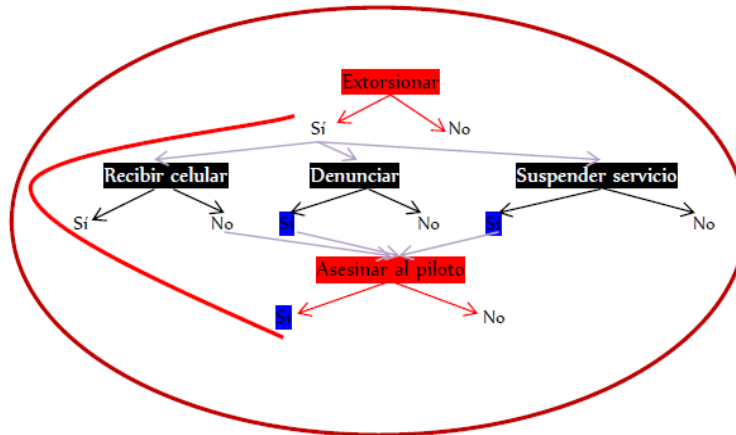 Extorsionar
Sí No
Recibir celular Denunciar Suspender servicio
Sí No Sí No Sí No
Asesinar al piloto
Sí No